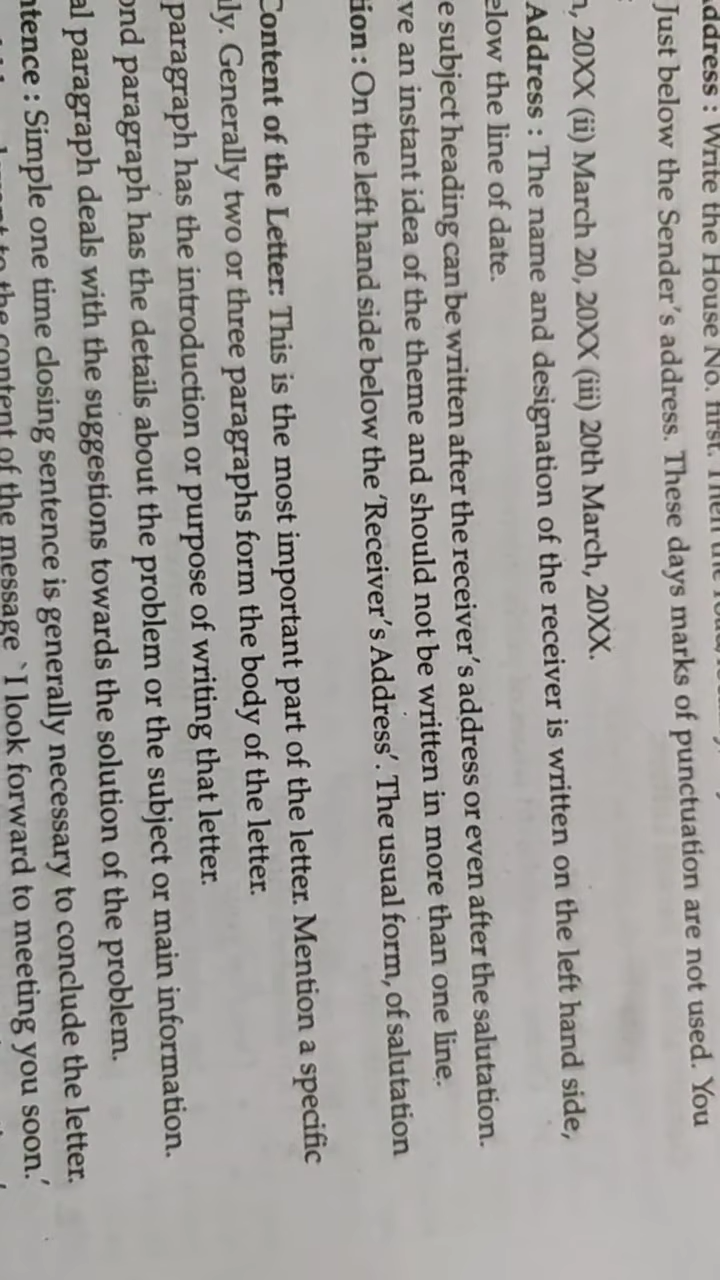 ddress : Write the House No. first. Then the
Just below the Sender's address. These days marks of punctuation are not used. You
n, 20XX (ii) March 20, 20XX (iii) 20th March, 20XX.
Address : The name and designation of the receiver is written on the left hand side,
elow the line of date.
e subject heading can be written after the receiver's address or even after the salutation.
ve an instant idea of the theme and should not be written in more than one line.
tion : On the left hand side below the 'Receiver's Address'. The usual form, of salutation
Content of the Letter: This is the most important part of the letter. Mention a specific
ly. Generally two or three paragraphs form the body of the letter.
paragraph has the introduction or purpose of writing that letter.
ond paragraph has the details about the problem or the subject or main information.
al paragraph deals with the suggestions towards the solution of the problem.
ntence : Simple one time closing sentence is generally necessary to conclude the letter.
to the content of the message `I look forward to meeting you soon.'